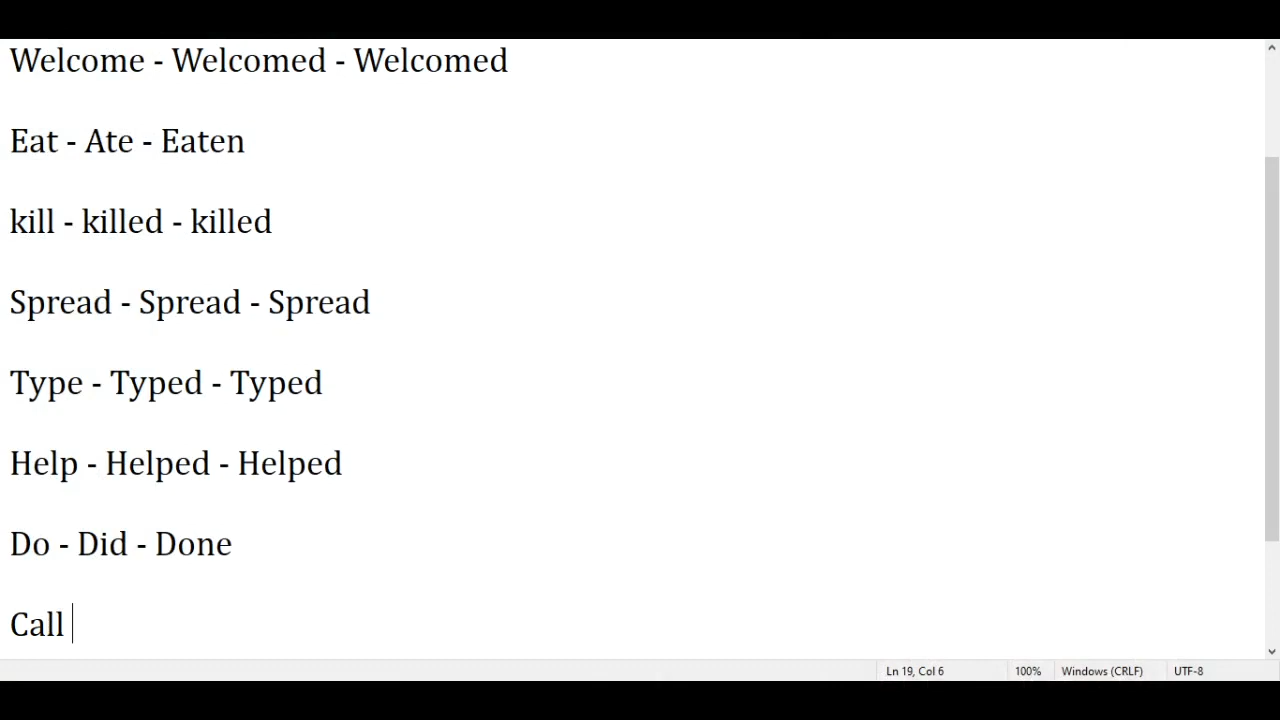 Welcome - Welcomed - Welcomed
Eat - Ate - Eaten
kill - killed - killed
Spread - Spread - Spread
Type - Typed - Typed
Help - Helped - Helped
Do - Did - Done
Call
Ln 19, Col 6 100% Windows (CRLF) UTF-8